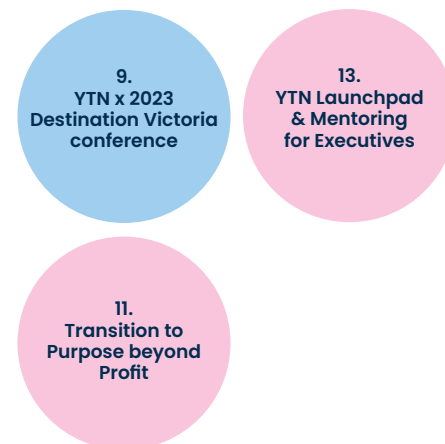 9.
YTN x 2023
Destination Victoria
conference
13.
YTN Launchpad
& Mentoring
for Executives
11.
Transition to
Purpose beyond
Profit